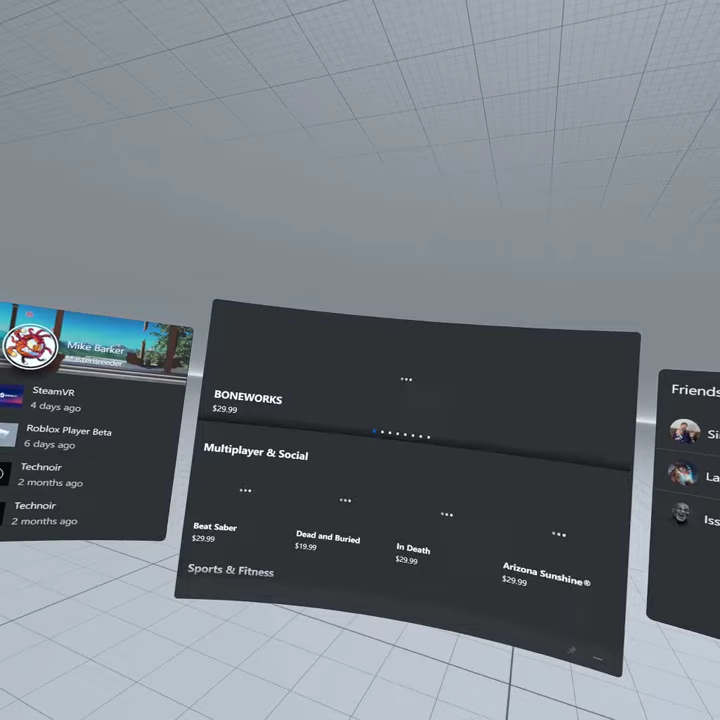 Mike Barker
MasterBreeder
SteamVR
4 days ago
Roblox Player Beta
6 days ago
Technoir
2 months ago
Technoir
2 months ago
BONEWORKS
$29.99
Multiplayer & Social
Beat Saber
$29.99
Dead and Buried
$19.99
In Death
$29.99
Arizona Sunshine®
$29.99
Sports & Fitness
Friends